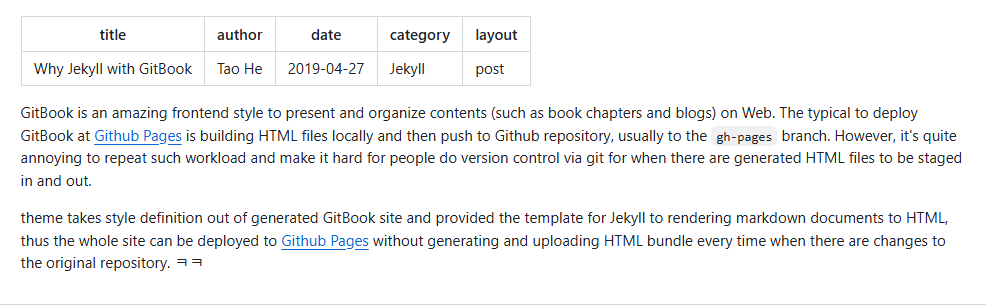 title author date category layout
Why Jekyll with GitBook Tao He 2019-04-27 Jekyll post
GitBook is an amazing frontend style to present and organize contents (such as book chapters and blogs) on Web. The typical to deploy
GitBook at Github Pages is building HTML files locally and then push to Github repository, usually to the gh-pages branch. However, it's quite
annoying to repeat such workload and make it hard for people do version control via git for when there are generated HTML files to be staged
in and out.
theme takes style definition out of generated GitBook site and provided the template for Jekyll to rendering markdown documents to HTML,
thus the whole site can be deployed to Github Pages without generating and uploading HTML bundle every time when there are changes to
the original repository. ㅋㅋ